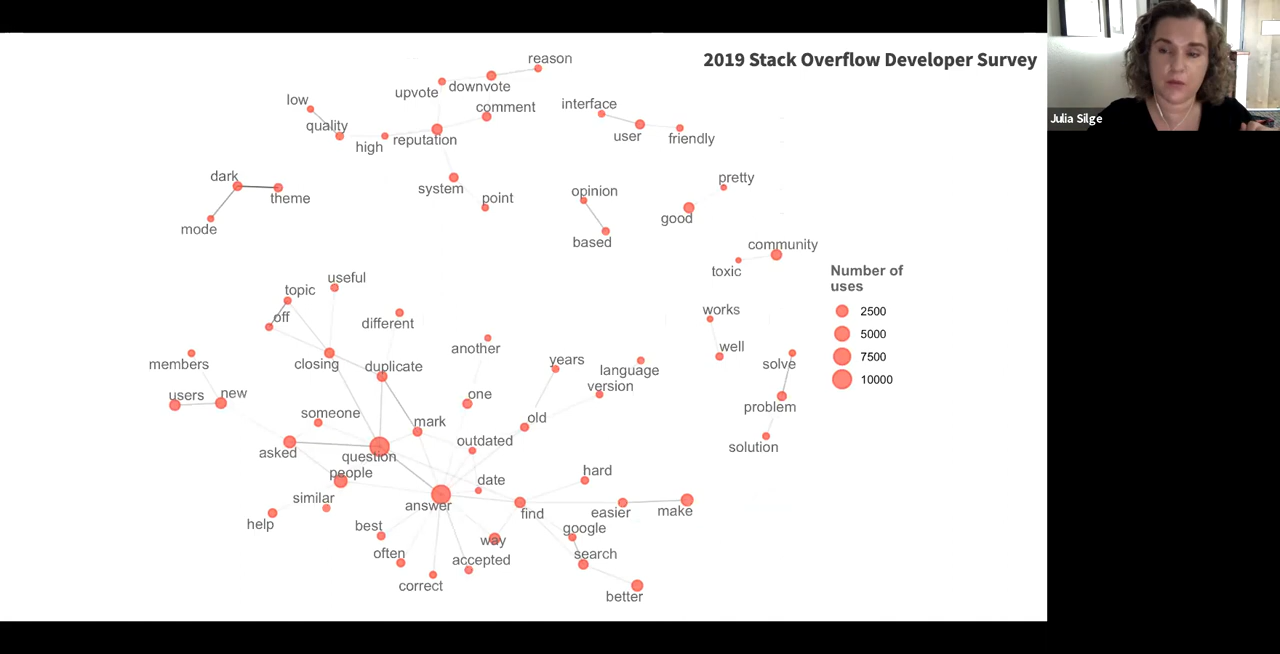 2019 Stack Overflow Developer Survey
reason
upvote
downvote
low
comment
interface
quality
high
reputation
user
friendly
dark
system
opinion
pretty
theme
point
good
mode
based
community
toxic
Number of
uses
2500
5000
7500
10000
useful
topic
off
different
works
closing
duplicate
another
well
members
years
language
solve
version
users
new
someone
mark
one
old
problem
asked
question
outdated
solution
people
date
hard
similar
answer
find
easier
make
help
best
way
google
often
accepted
search
correct
better
Julia Silge